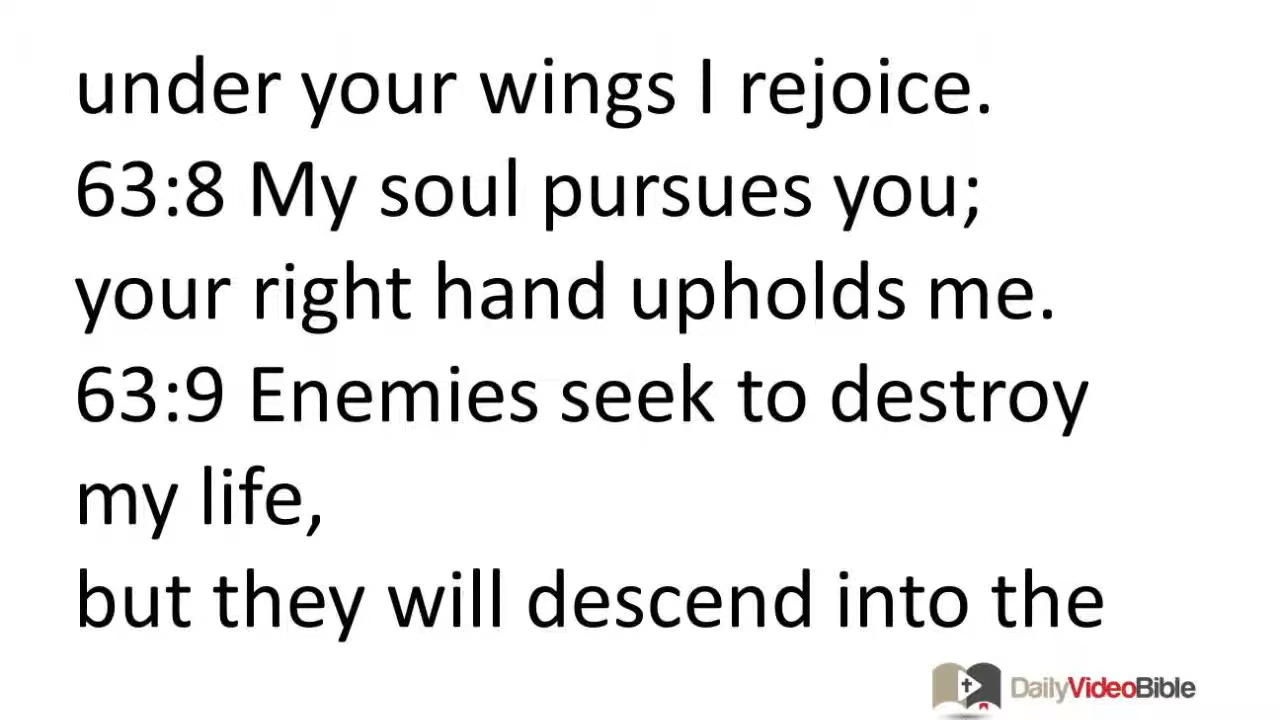 under your wings I rejoice.
63:8 My soul pursues you;
your right hand upholds me.
63:9 Enemies seek to destroy
my life,
but they will descend into the
DailyVideoBible